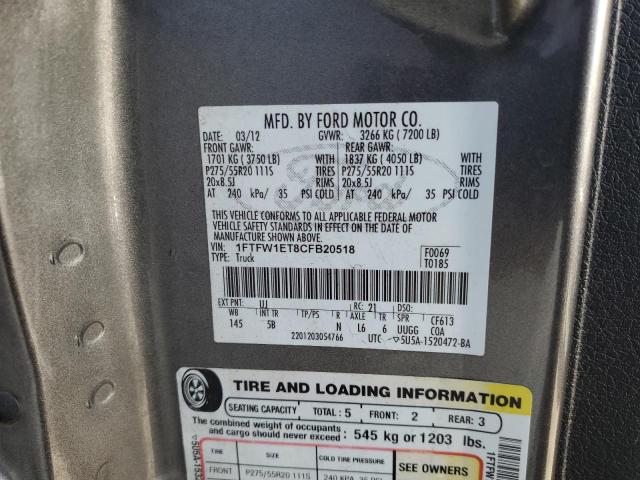 MFD. BY FORD MOTOR CO.
DATE: 03/12 GVWR: 3266 KG ( 7200 LB)
FRONT GAWR: REAR GAWR:
1701 KG ( 3750 LB) WITH 1837 KG ( 4050 LB) WITH
P275/55R20 111S TIRES P275/55R20 111S TIRES
20x8.5J RIMS 20x8.5J RIMS
AT 240 kPa/ 35 PSI COLD AT 240 kPa/ 35 PSI COLD
THIS VEHICLE CONFORMS TO ALL APPLICABLE FEDERAL MOTOR
VEHICLE SAFETY STANDARDS IN EFFECT ON THE DATE OF
MANUFACTURE SHOWN ABOVE.
VIN: 1FTFW1ET8CFB20518 F0069
TYPE: Truck T0185
EXT PNT: UJ RC: 21 DSO:
WB INT TR TP/PS R AXLE TR SPR CF613
145 5B N L6 6 UUGG COA
2201203054766 UTC 5U5A-1520472-BA
TIRE AND LOADING INFORMATION
SEATING CAPACITY TOTAL: 5 FRONT: 2 REAR: 3
The combined weight of occupants
and cargo should never exceed: 545 kg or 1203 lbs.
COLD TIRE PRESSURE SEE OWNERS
FRONT P275/55R20 111S 240 KPA, 35 PSI